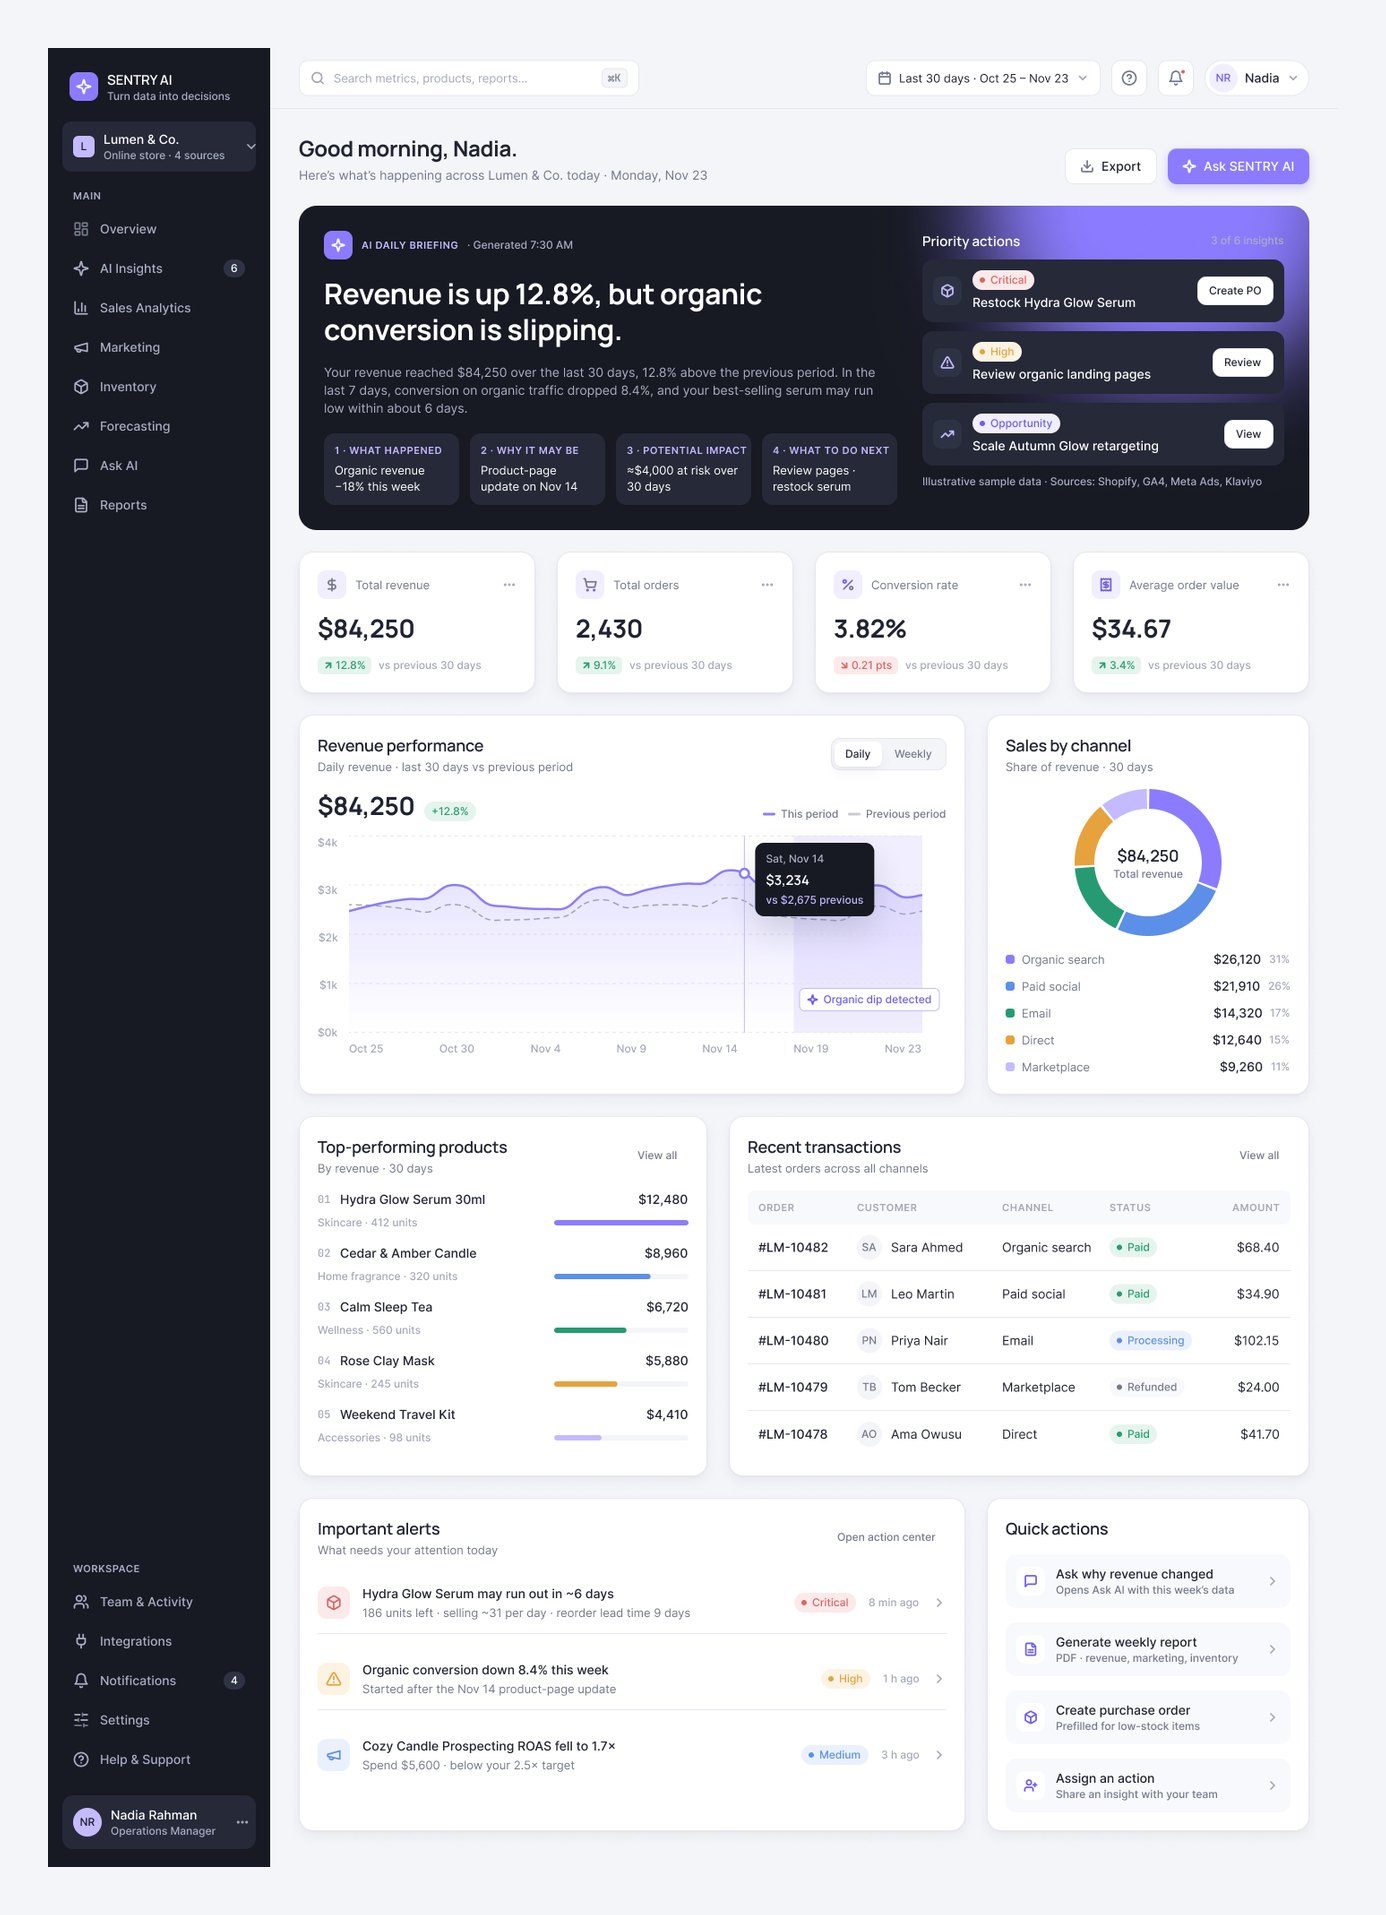 SENTRY AI
Turn data into decisions
L
Lumen & Co.
Online store · 4 sources
MAIN
Overview
AI Insights
6
Sales Analytics
Marketing
Inventory
Forecasting
Ask AI
Reports
WORKSPACE
Team & Activity
Integrations
Notifications
4
Settings
Help & Support
NR
Nadia Rahman
Operations Manager
Search metrics, products, reports...
⌘K
Last 30 days · Oct 25 – Nov 23
NR
Nadia
Good morning, Nadia.
Here’s what’s happening across Lumen & Co. today · Monday, Nov 23
Export
Ask SENTRY AI
AI DAILY BRIEFING · Generated 7:30 AM
Revenue is up 12.8%, but organic
conversion is slipping.
Your revenue reached $84,250 over the last 30 days, 12.8% above the previous period. In the
last 7 days, conversion on organic traffic dropped 8.4%, and your best-selling serum may run
low within about 6 days.
1 · WHAT HAPPENED
Organic revenue
−18% this week
2 · WHY IT MAY BE
Product-page
update on Nov 14
3 · POTENTIAL IMPACT
≈$4,000 at risk over
30 days
4 · WHAT TO DO NEXT
Review pages ·
restock serum
Priority actions
3 of 6 insights
Critical
Restock Hydra Glow Serum
Create PO
High
Review organic landing pages
Review
Opportunity
Scale Autumn Glow retargeting
View
Illustrative sample data · Sources: Shopify, GA4, Meta Ads, Klaviyo
Total revenue
$84,250
12.8% vs previous 30 days
Total orders
2,430
9.1% vs previous 30 days
Conversion rate
3.82%
0.21 pts vs previous 30 days
Average order value
$34.67
3.4% vs previous 30 days
Revenue performance
Daily revenue · last 30 days vs previous period
Daily
Weekly
$84,250
+12.8%
This period
Previous period
$4k
$3k
$2k
$1k
$0k
Sat, Nov 14
$3,234
vs $2,675 previous
Organic dip detected
Oct 25
Oct 30
Nov 4
Nov 9
Nov 14
Nov 19
Nov 23
Sales by channel
Share of revenue · 30 days
$84,250
Total revenue
Organic search $26,120 31%
Paid social $21,910 26%
Email $14,320 17%
Direct $12,640 15%
Marketplace $9,260 11%
Top-performing products
By revenue · 30 days
View all
01 Hydra Glow Serum 30ml $12,480
Skincare · 412 units
02 Cedar & Amber Candle $8,960
Home fragrance · 320 units
03 Calm Sleep Tea $6,720
Wellness · 560 units
04 Rose Clay Mask $5,880
Skincare · 245 units
05 Weekend Travel Kit $4,410
Accessories · 98 units
Recent transactions
Latest orders across all channels
View all
ORDER CUSTOMER CHANNEL STATUS AMOUNT
#LM-10482 SA Sara Ahmed Organic search Paid $68.40
#LM-10481 LM Leo Martin Paid social Paid $34.90
#LM-10480 PN Priya Nair Email Processing $102.15
#LM-10479 TB Tom Becker Marketplace Refunded $24.00
#LM-10478 AO Ama Owusu Direct Paid $41.70
Important alerts
What needs your attention today
Open action center
Hydra Glow Serum may run out in ~6 days
186 units left · selling ~31 per day · reorder lead time 9 days
Critical
8 min ago
Organic conversion down 8.4% this week
Started after the Nov 14 product-page update
High
1 h ago
Cozy Candle Prospecting ROAS fell to 1.7×
Spend $5,600 · below your 2.5× target
Medium
3 h ago
Quick actions
Ask why revenue changed
Opens Ask AI with this week’s data
Generate weekly report
PDF · revenue, marketing, inventory
Create purchase order
Prefilled for low-stock items
Assign an action
Share an insight with your team